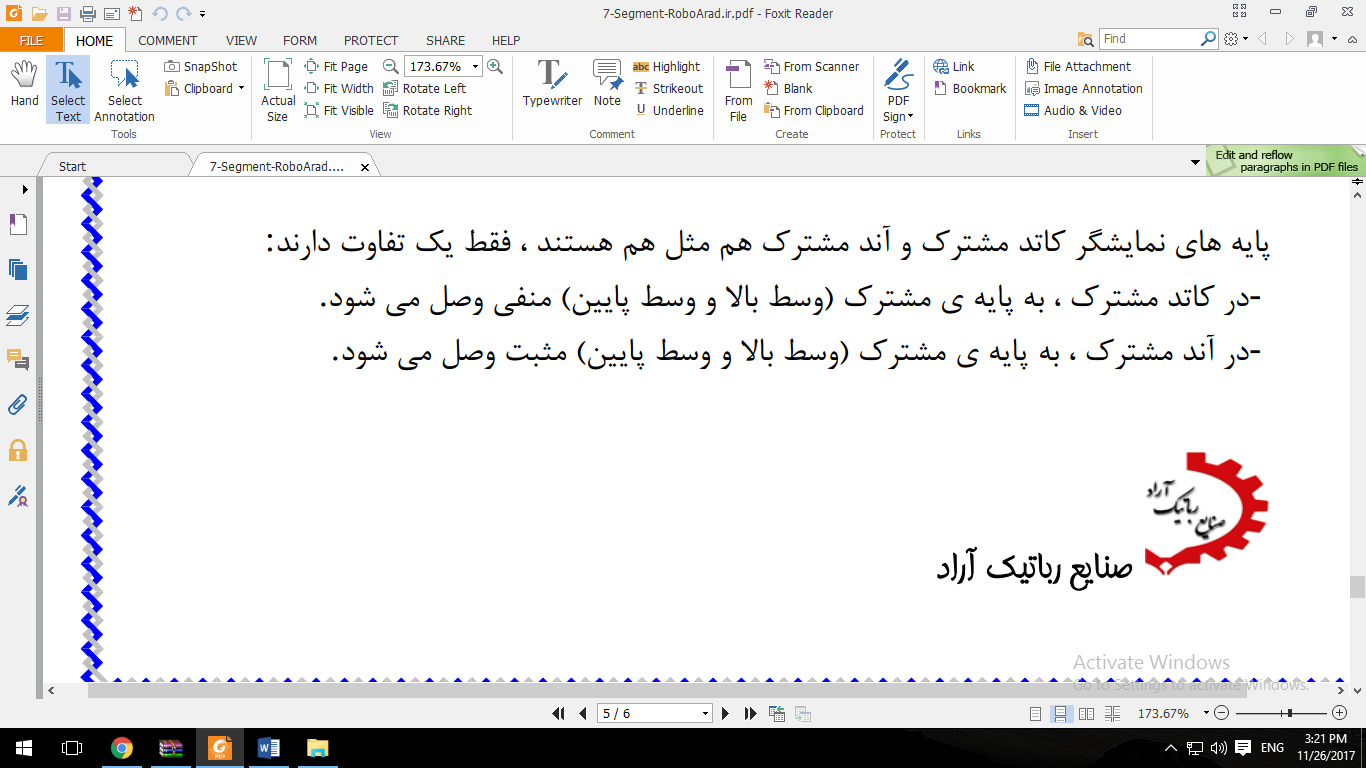 7-Segment-RoboArad.ir.pdf - Foxit Reader
FILE HOME COMMENT VIEW FORM PROTECT SHARE HELP
Find
Hand
Select Text
Select Annotation
SnapShot
Clipboard
Tools
Actual Size
Fit Page
Fit Width
Fit Visible
173.67%
Rotate Left
Rotate Right
View
Typewriter
Note
Highlight
Strikeout
Underline
Comment
From File
From Scanner
Blank
From Clipboard
Create
PDF Sign
Protect
Link
Bookmark
Links
File Attachment
Image Annotation
Audio & Video
Insert
Start
7-Segment-RoboArad....
Edit and reflow
paragraphs in PDF files
پایه های نمایشگر کاتد مشترک و آند مشترک هم مثل هم هستند ، فقط یک تفاوت دارند:
-در کاتد مشترک ، به پایه ی مشترک (وسط بالا و وسط پایین) منفی وصل می شود.
-در آند مشترک ، به پایه ی مشترک (وسط بالا و وسط پایین) مثبت وصل می شود.
صنایع رباتیک آراد
صنایع رباتیک آراد
Activate Windows
Go to Settings to activate Windows.
5 / 6
173.67%
ENG
3:21 PM
11/26/2017